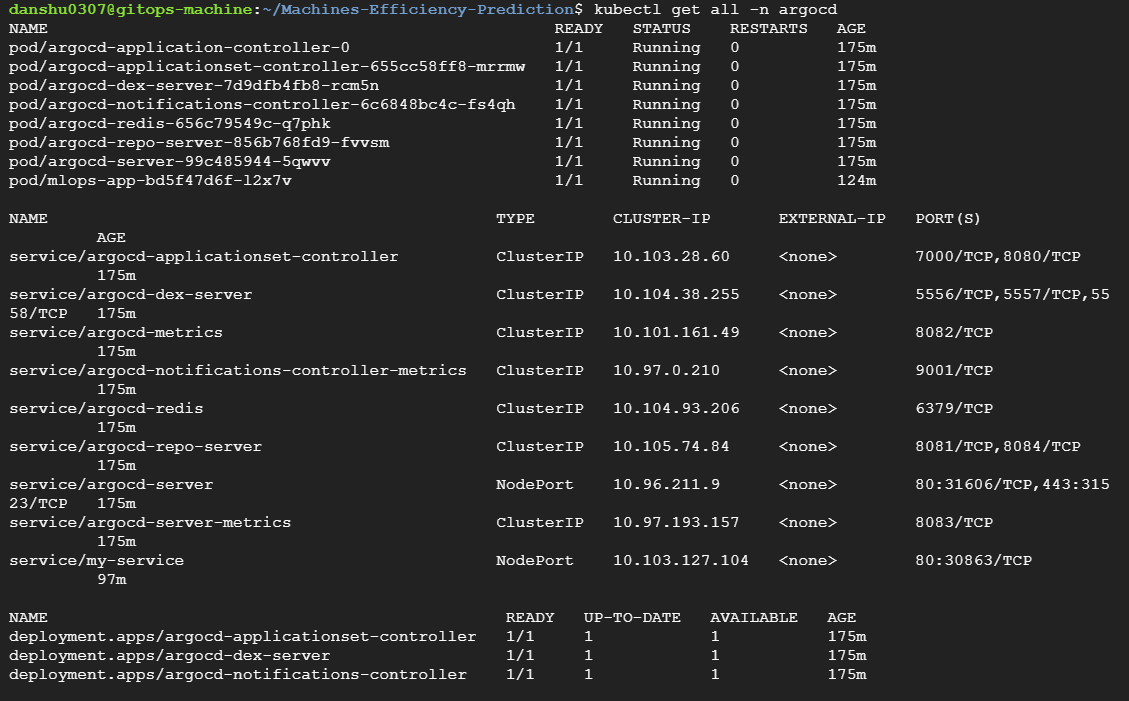 danshu0307@gitops-machine:~/Machines-Efficiency-Prediction$ kubectl get all -n argocd
NAME READY STATUS RESTARTS AGE
pod/argocd-application-controller-0 1/1 Running 0 175m
pod/argocd-applicationset-controller-655cc58ff8-mrrmw 1/1 Running 0 175m
pod/argocd-dex-server-7d9dfb4fb8-rcm5n 1/1 Running 0 175m
pod/argocd-notifications-controller-6c6848bc4c-fs4qh 1/1 Running 0 175m
pod/argocd-redis-656c79549c-q7phk 1/1 Running 0 175m
pod/argocd-repo-server-856b768fd9-fvvsm 1/1 Running 0 175m
pod/argocd-server-99c485944-5qwvv 1/1 Running 0 175m
pod/mlops-app-bd5f47d6f-l2x7v 1/1 Running 0 124m
NAME TYPE CLUSTER-IP EXTERNAL-IP PORT(S)
AGE
service/argocd-applicationset-controller ClusterIP 10.103.28.60 <none> 7000/TCP,8080/TCP
175m
service/argocd-dex-server ClusterIP 10.104.38.255 <none> 5556/TCP,5557/TCP,55
58/TCP 175m
service/argocd-metrics ClusterIP 10.101.161.49 <none> 8082/TCP
175m
service/argocd-notifications-controller-metrics ClusterIP 10.97.0.210 <none> 9001/TCP
175m
service/argocd-redis ClusterIP 10.104.93.206 <none> 6379/TCP
175m
service/argocd-repo-server ClusterIP 10.105.74.84 <none> 8081/TCP,8084/TCP
175m
service/argocd-server NodePort 10.96.211.9 <none> 80:31606/TCP,443:315
23/TCP 175m
service/argocd-server-metrics ClusterIP 10.97.193.157 <none> 8083/TCP
175m
service/my-service NodePort 10.103.127.104 <none> 80:30863/TCP
97m
NAME READY UP-TO-DATE AVAILABLE AGE
deployment.apps/argocd-applicationset-controller 1/1 1 1 175m
deployment.apps/argocd-dex-server 1/1 1 1 175m
deployment.apps/argocd-notifications-controller 1/1 1 1 175m